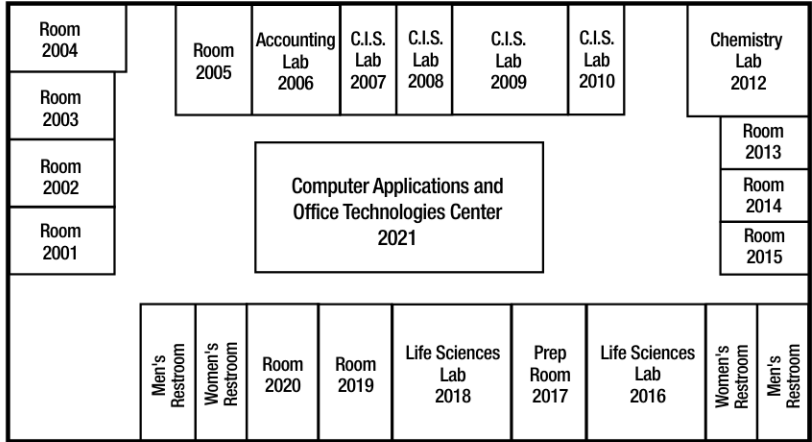 Room
2004
Room
2005
Accounting
Lab
2006
C.I.S.
Lab
2007
C.I.S.
Lab
2008
C.I.S.
Lab
2009
C.I.S.
Lab
2010
Chemistry
Lab
2012
Room
2003
Room
2002
Room
2001
Room
2013
Room
2014
Room
2015
Computer Applications and
Office Technologies Center
2021
Men's
Restroom
Women's
Restroom
Room
2020
Room
2019
Life Sciences
Lab
2018
Prep
Room
2017
Life Sciences
Lab
2016
Women's
Restroom
Men's
Restroom